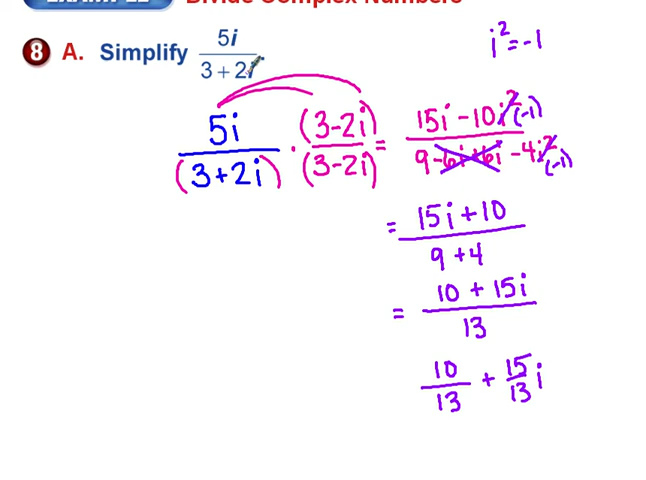 Divide Complex Numbers
8 A. Simplify 5i / 3 + 2i.
i² = -1
5i / (3 + 2i) · (3 - 2i) / (3 - 2i) = 15i - 10i² (-1) / 9 - 6i + 6i - 4i² (-1)
= 15i + 10 / 9 + 4
= 10 + 15i / 13
10 / 13 + 15 / 13 i